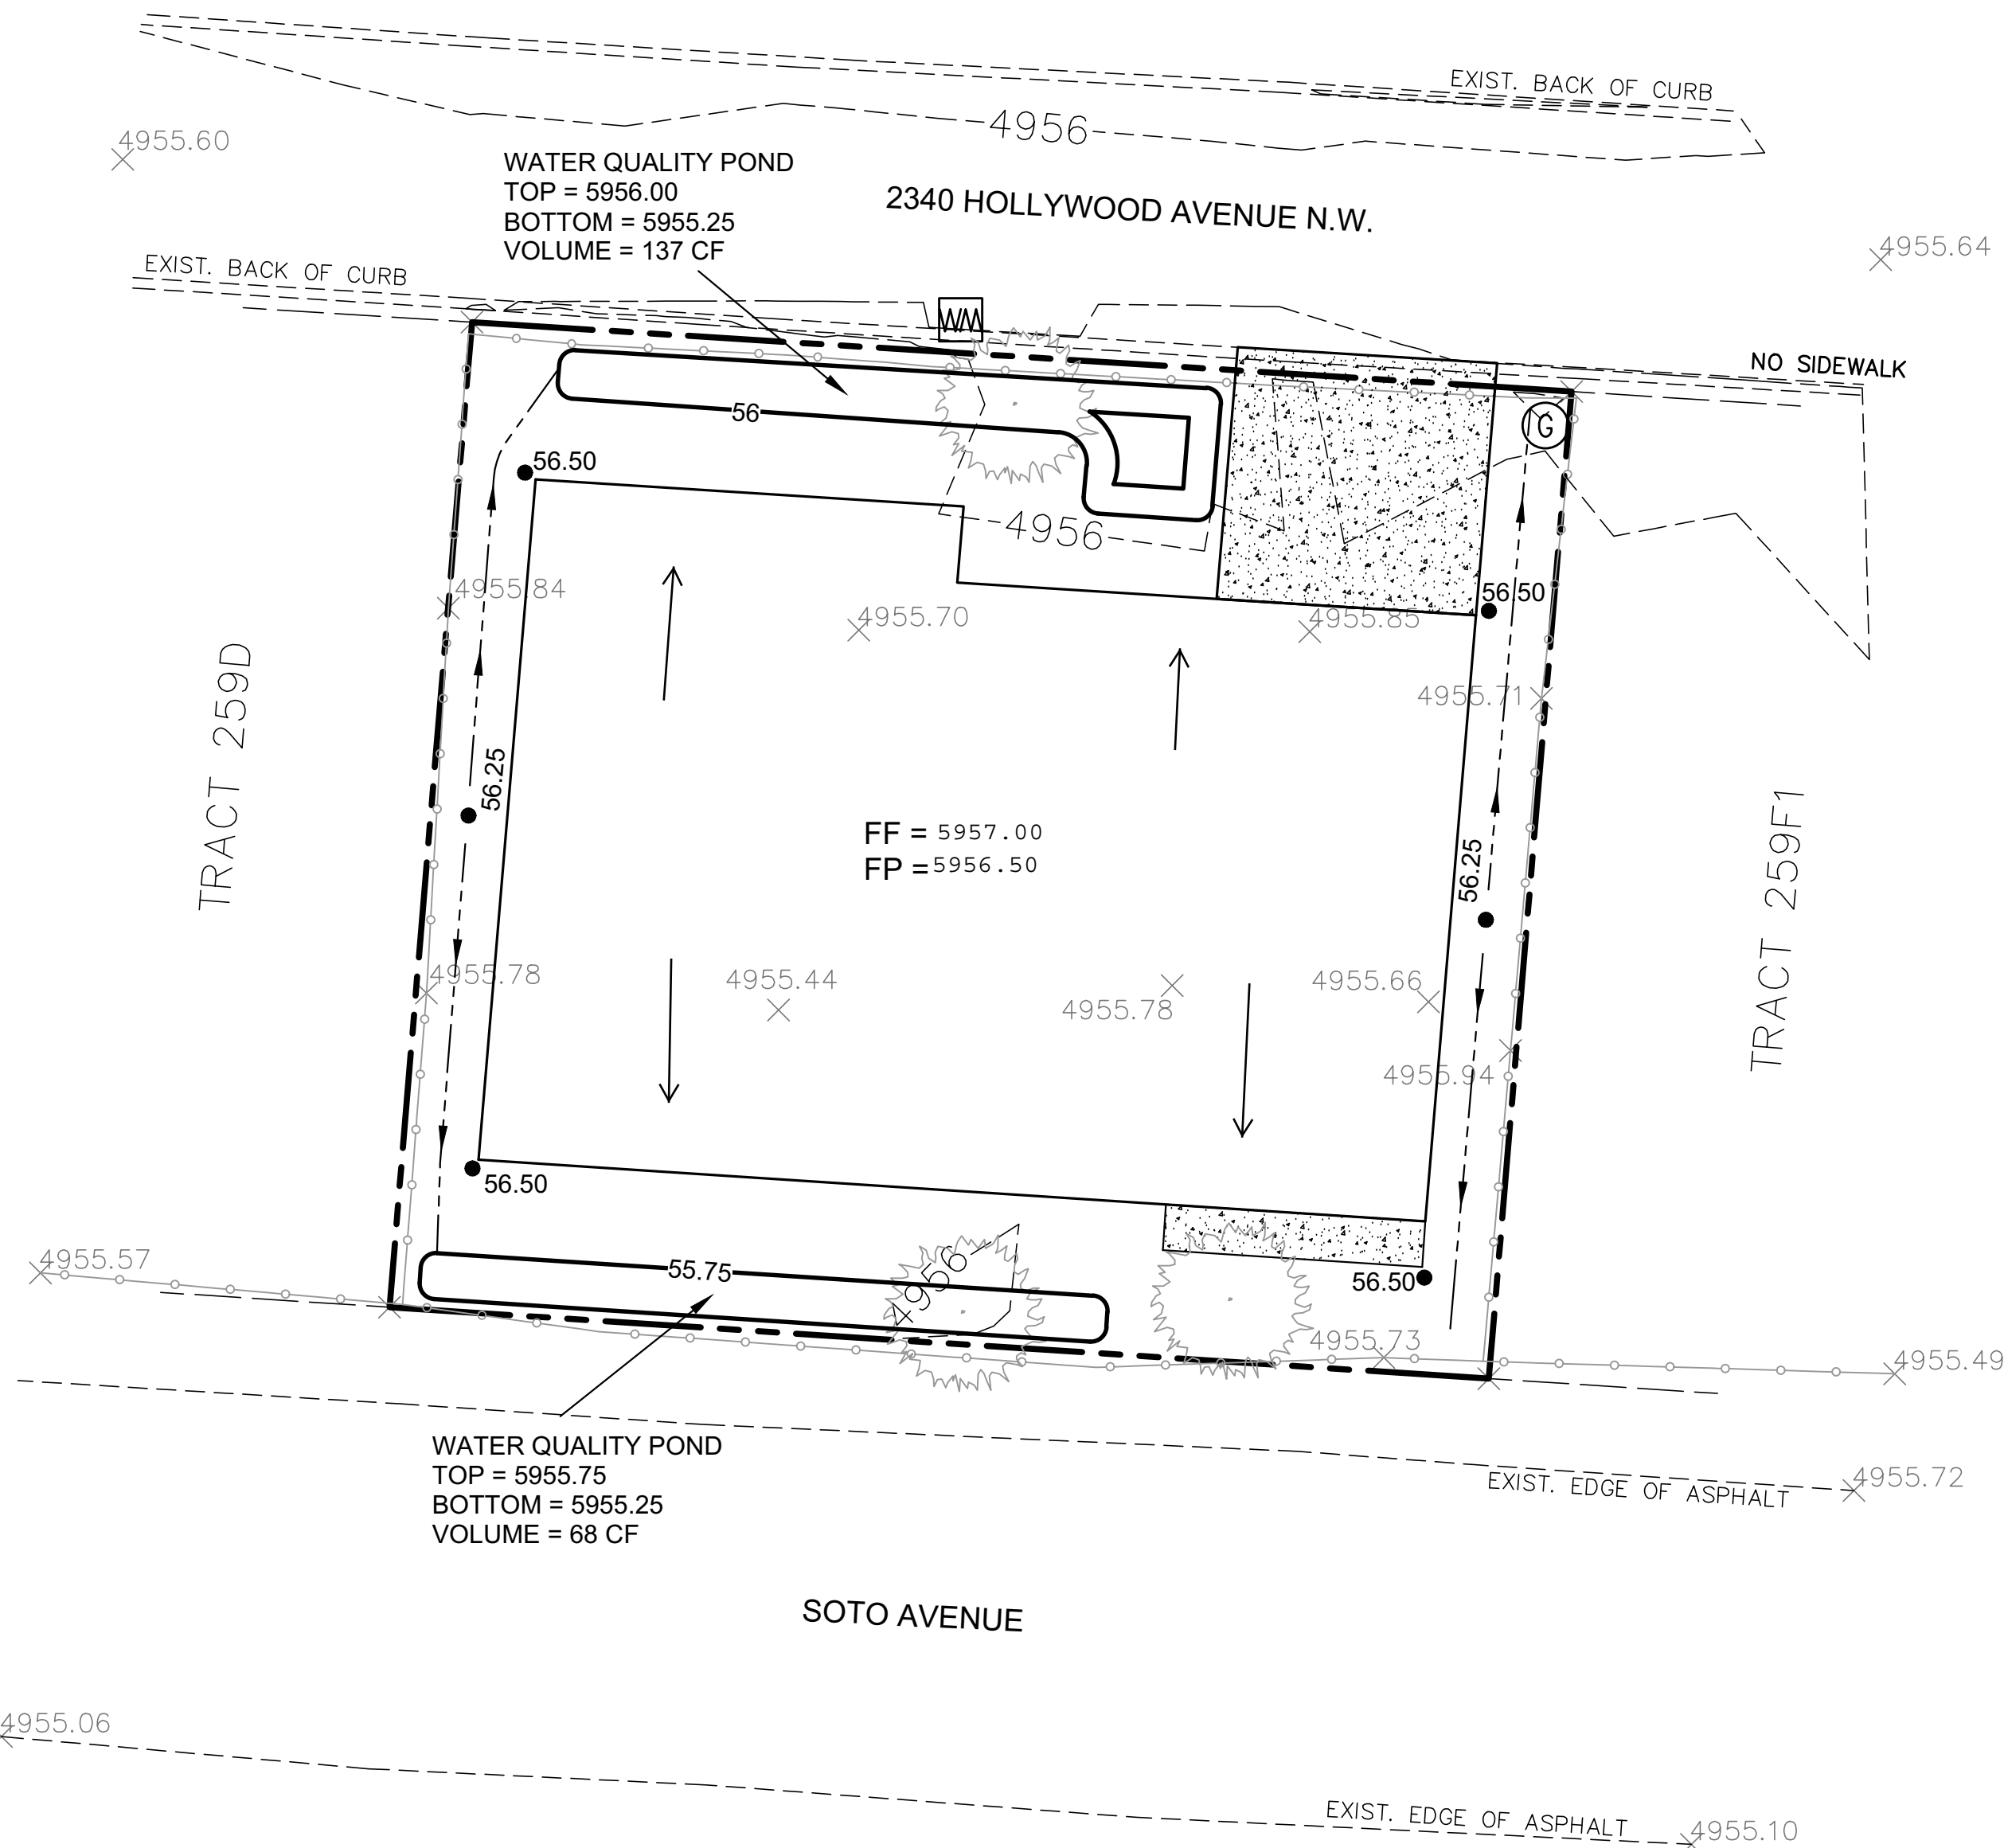 EXIST. BACK OF CURB
4956
4955.60
WATER QUALITY POND
TOP = 5956.00
BOTTOM = 5955.25
VOLUME = 137 CF
2340 HOLLYWOOD AVENUE N.W.
4955.64
EXIST. BACK OF CURB
WM
NO SIDEWALK
56
G
56.50
4956
4955.84
56.50
4955.70
4955.85
TRACT 259D
4955.71
56.25
TRACT 259F1
FF = 5957.00
FP = 5956.50
56.25
4955.78
4955.44
4955.78
4955.66
4955.94
56.50
4955.57
55.75
4956
56.50
4955.73
4955.49
WATER QUALITY POND
TOP = 5955.75
BOTTOM = 5955.25
VOLUME = 68 CF
4955.72
EXIST. EDGE OF ASPHALT
SOTO AVENUE
4955.06
EXIST. EDGE OF ASPHALT
4955.10